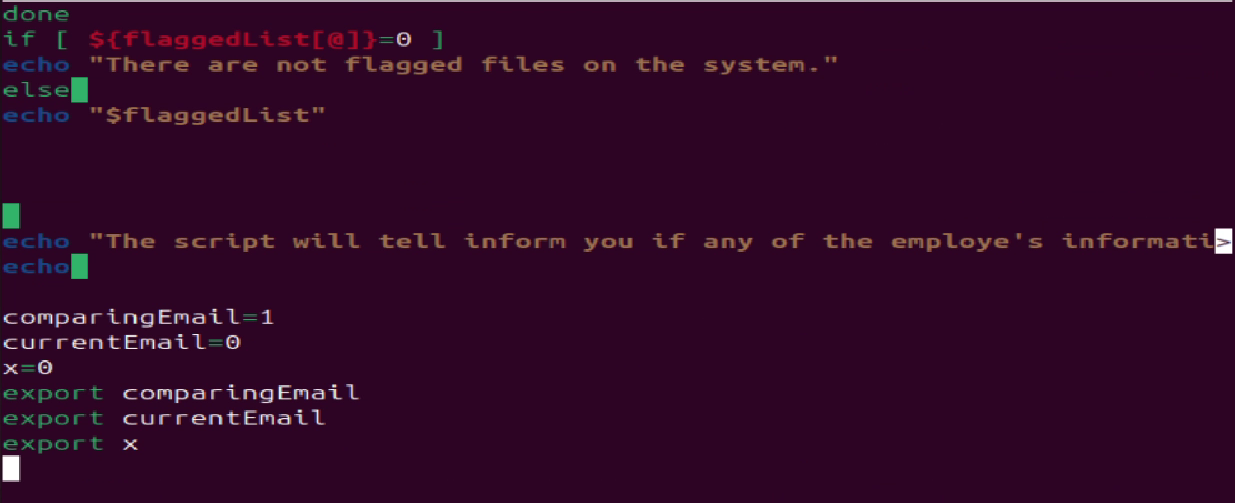 done
if [ ${flaggedList[@]}=0 ]
echo "There are not flagged files on the system."
else
echo "$flaggedList"
echo "The script will tell inform you if any of the employe's informati>
echo
comparingEmail=1
currentEmail=0
x=0
export comparingEmail
export currentEmail
export x